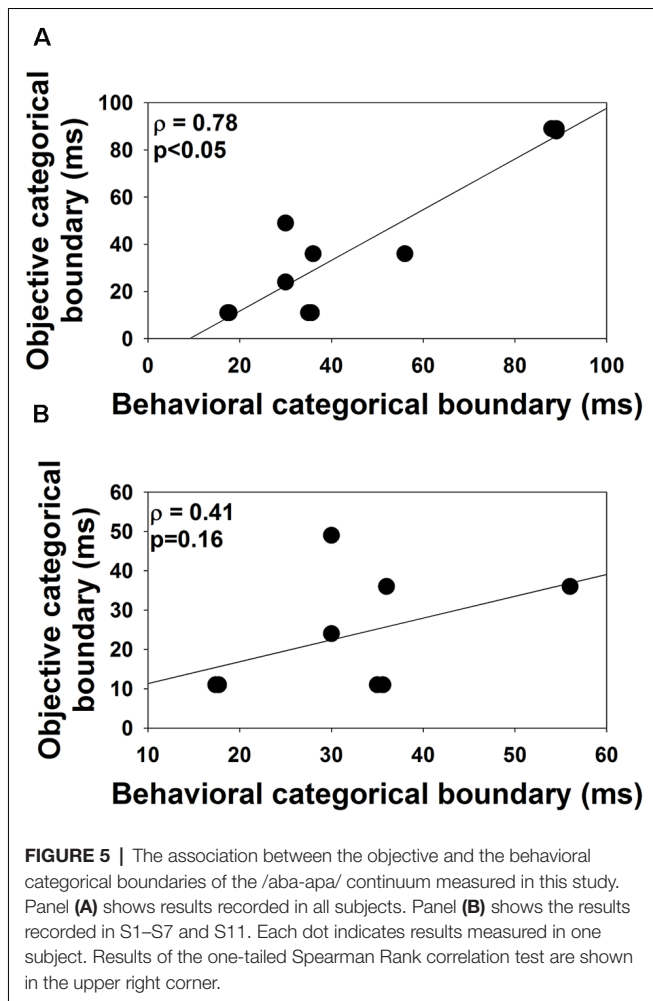 A
Objective categorical
boundary (ms)
100
80
60
40
20
0
ρ = 0.78
p<0.05
0 20 40 60 80 100
Behavioral categorical boundary (ms)
B
Objective categorical
boundary (ms)
60
50
40
30
20
10
0
ρ = 0.41
p=0.16
10 20 30 40 50 60
Behavioral categorical boundary (ms)
FIGURE 5 | The association between the objective and the behavioral
categorical boundaries of the /aba-apa/ continuum measured in this study.
Panel (A) shows results recorded in all subjects. Panel (B) shows the results
recorded in S1–S7 and S11. Each dot indicates results measured in one
subject. Results of the one-tailed Spearman Rank correlation test are shown
in the upper right corner.